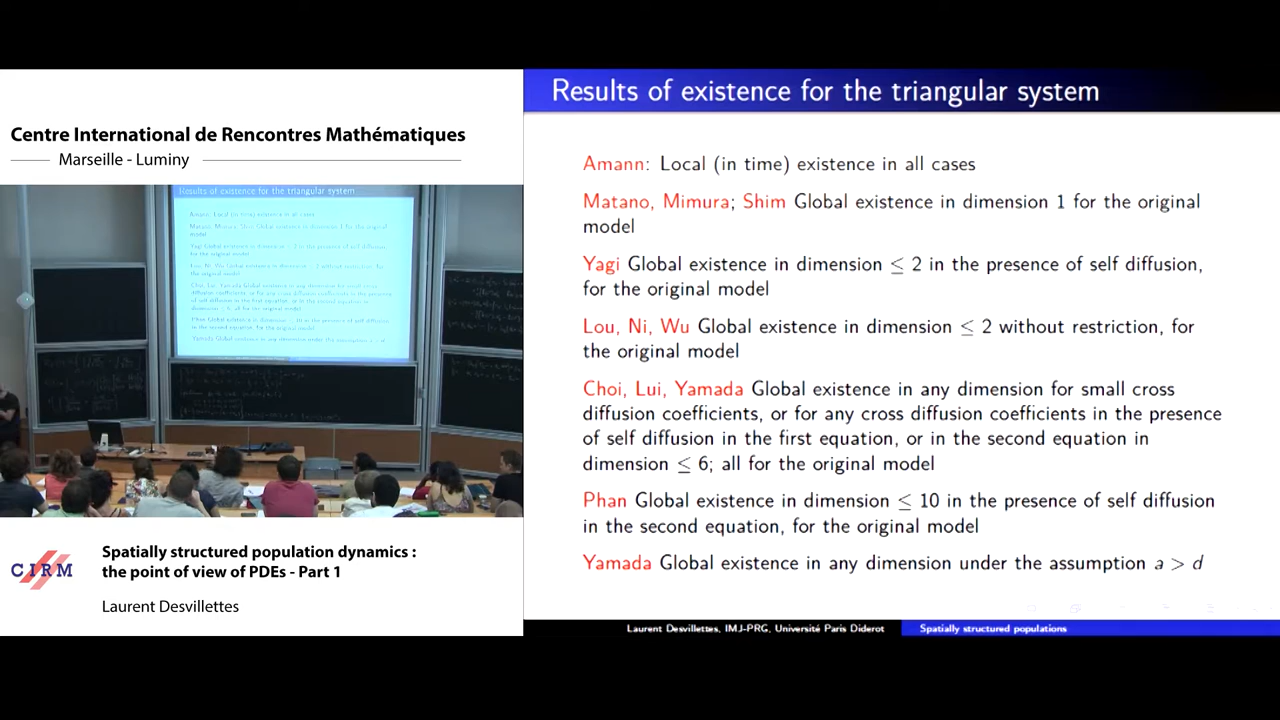 Centre International de Rencontres Mathématiques
Marseille - Luminy
Results of existence for the triangular system
CIRM
Spatially structured population dynamics :
the point of view of PDEs - Part 1
Laurent Desvillettes
Results of existence for the triangular system
Amann: Local (in time) existence in all cases
Matano, Mimura; Shim Global existence in dimension 1 for the original
model
Yagi Global existence in dimension ≤ 2 in the presence of self diffusion,
for the original model
Lou, Ni, Wu Global existence in dimension ≤ 2 without restriction, for
the original model
Choi, Lui, Yamada Global existence in any dimension for small cross
diffusion coefficients, or for any cross diffusion coefficients in the presence
of self diffusion in the first equation, or in the second equation in
dimension ≤ 6; all for the original model
Phan Global existence in dimension ≤ 10 in the presence of self diffusion
in the second equation, for the original model
Yamada Global existence in any dimension under the assumption a > d
Laurent Desvillettes, IMJ-PRG, Université Paris Diderot
Spatially structured populations